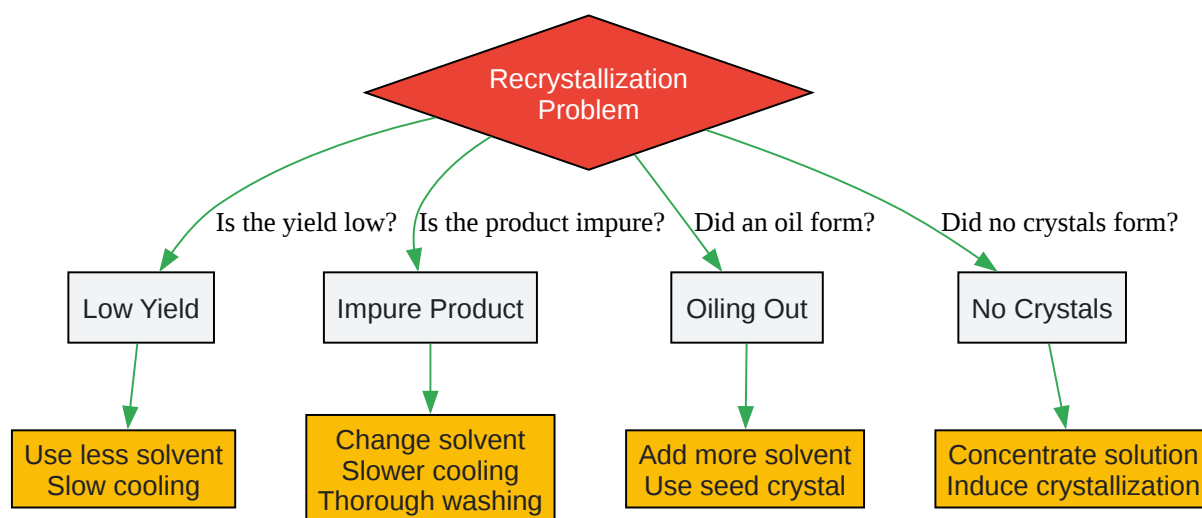 Recrystallization
Problem
Is the yield low?
Is the product impure?
Did an oil form?
Did no crystals form?
Low Yield
Impure Product
Oiling Out
No Crystals
Use less solvent
Slow cooling
Change solvent
Slower cooling
Thorough washing
Add more solvent
Use seed crystal
Concentrate solution
Induce crystallization